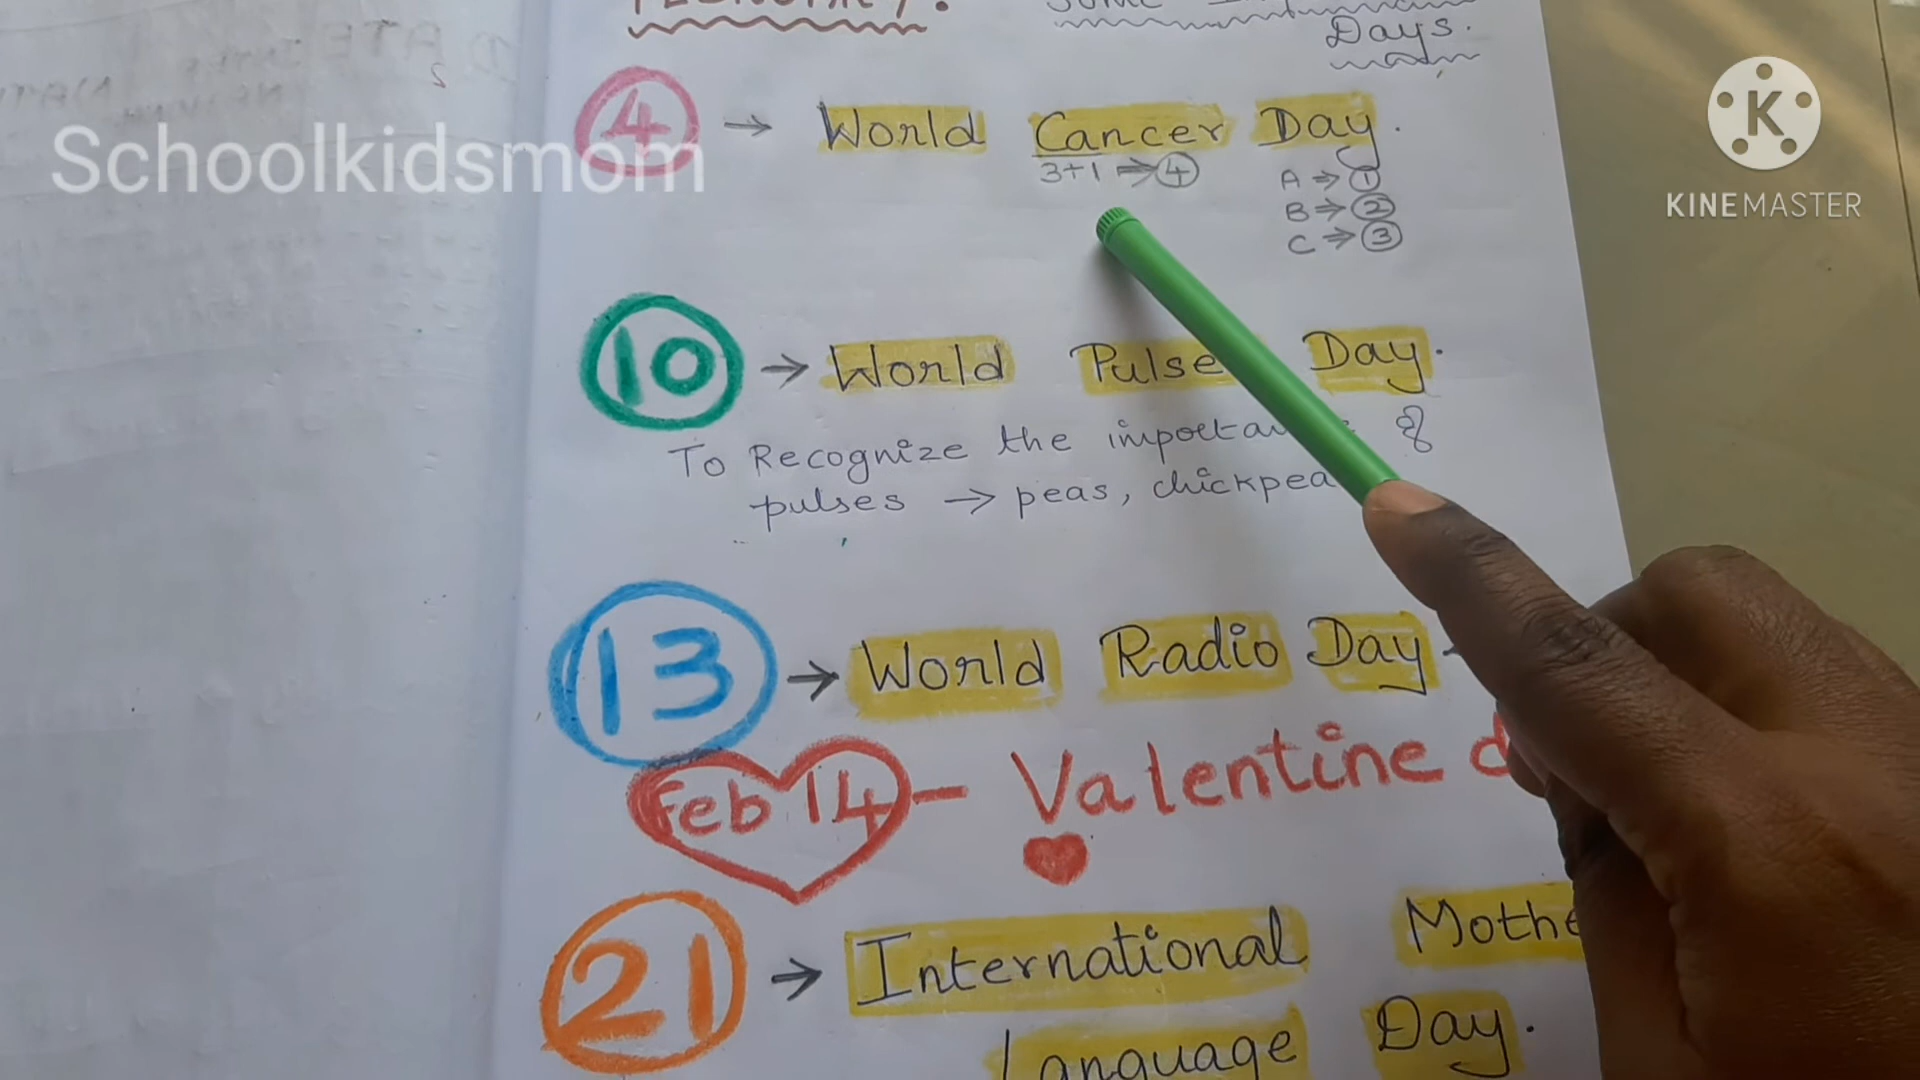 Days.
4 → World Cancer Day.
3+1 ⇒ 4
A ⇒ 1
B ⇒ 2
C ⇒ 3
Schoolkidsmom
KINEMASTER
10 → World Pulse Day.
To Recognize the of
pulses → peas,
13 → World Radio Day
Feb 14 - Valentine
21 → International
Language Day.